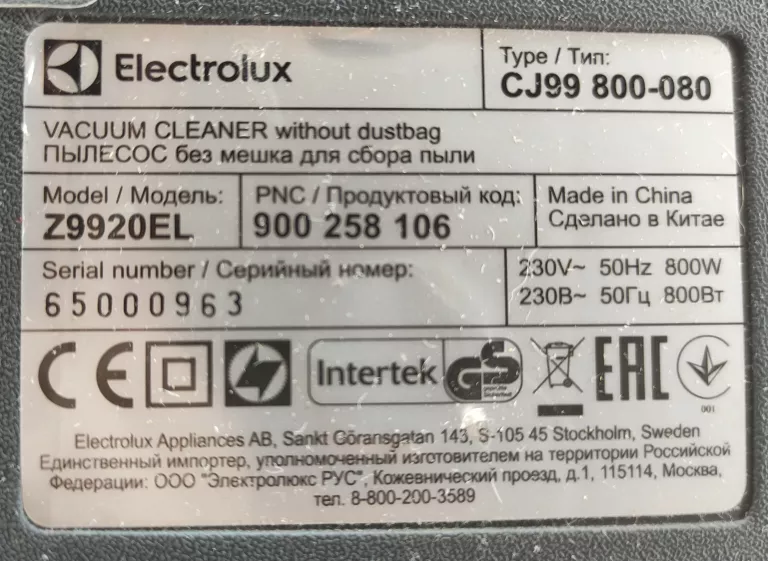 Electrolux
Type / Тип:
CJ99 800-080
VACUUM CLEANER without dustbag
ПЫЛЕСОС без мешка для сбора пыли
Model / Модель:
Z9920EL
PNC / Продуктовый код:
900 258 106
Made in China
Сделано в Китае
Serial number / Серийный номер:
65000963
230V~ 50Hz 800W
230В~ 50Гц 800Вт
CE
Intertek
GS
EAC
001
Electrolux Appliances AB, Sankt Göransgatan 143, S-105 45 Stockholm, Sweden
Единственный импортер, уполномоченный изготовителем на территории Российской
Федерации: ООО "Электролюкс РУС", Кожевнический проезд, д.1, 115114, Москва,
тел. 8-800-200-3589